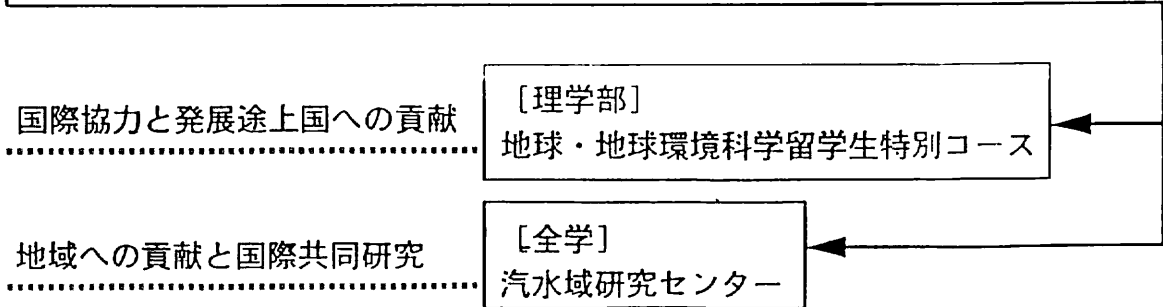 国際協力と発展途上国への貢献
[理学部]
地球・地球環境科学留学生特別コース
地域への貢献と国際共同研究
[全学]
汽水域研究センター